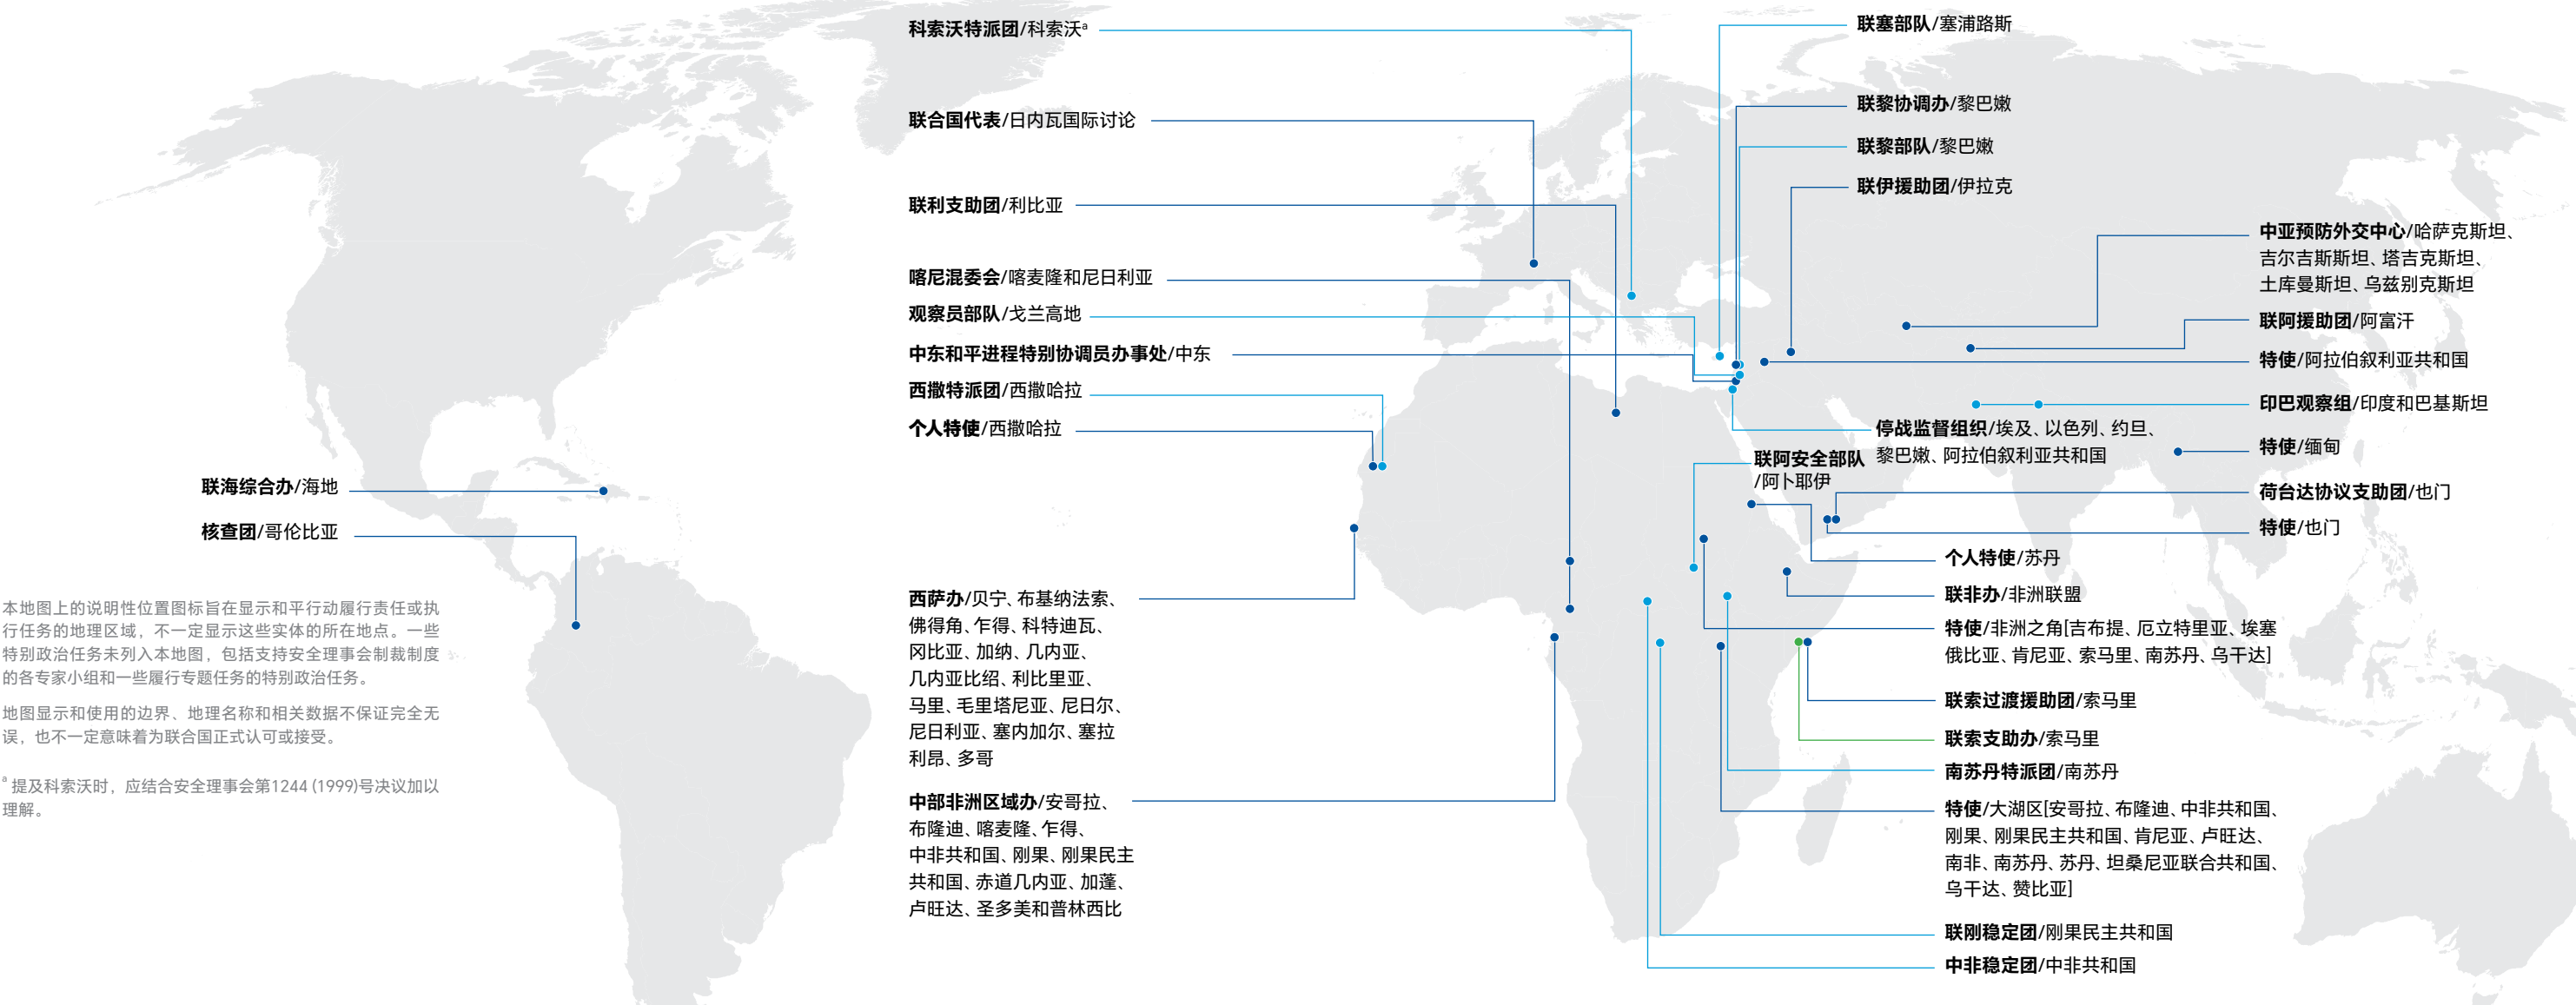 科索沃特派团/科索沃ᵃ
联合国代表/日内瓦国际讨论
联利支助团/利比亚
喀尼混委会/喀麦隆和尼日利亚
观察员部队/戈兰高地
中东和平进程特别协调员办事处/中东
西撒特派团/西撒哈拉
个人特使/西撒哈拉
联海综合办/海地
核查团/哥伦比亚
本地图上的说明性位置图标旨在显示和平行动履行责任或执
行任务的地理区域，不一定显示这些实体的所在地点。一些
特别政治任务未列入本地图，包括支持安全理事会制裁制度
的各专家小组和一些履行专题任务的特别政治任务。
地图显示和使用的边界、地理名称和相关数据不保证完全无
误，也不一定意味着为联合国正式认可或接受。
ᵃ 提及科索沃时，应结合安全理事会第1244 (1999)号决议加以
理解。
西萨办/贝宁、布基纳法索、
佛得角、乍得、科特迪瓦、
冈比亚、加纳、几内亚、
几内亚比绍、利比里亚、
马里、毛里塔尼亚、尼日尔、
尼日利亚、塞内加尔、塞拉
利昂、多哥
中部非洲区域办/安哥拉、
布隆迪、喀麦隆、乍得、
中非共和国、刚果、刚果民主
共和国、赤道几内亚、加蓬、
卢旺达、圣多美和普林西比
联塞部队/塞浦路斯
联黎协调办/黎巴嫩
联黎部队/黎巴嫩
联伊援助团/伊拉克
中亚预防外交中心/哈萨克斯坦、
吉尔吉斯斯坦、塔吉克斯坦、
土库曼斯坦、乌兹别克斯坦
联阿援助团/阿富汗
特使/阿拉伯叙利亚共和国
印巴观察组/印度和巴基斯坦
停战监督组织/埃及、以色列、约旦、
黎巴嫩、阿拉伯叙利亚共和国
特使/缅甸
联阿安全部队
/阿卜耶伊
荷台达协议支助团/也门
特使/也门
个人特使/苏丹
联非办/非洲联盟
特使/非洲之角[吉布提、厄立特里亚、埃塞
俄比亚、肯尼亚、索马里、南苏丹、乌干达]
联索过渡援助团/索马里
联索支助办/索马里
南苏丹特派团/南苏丹
特使/大湖区[安哥拉、布隆迪、中非共和国、
刚果、刚果民主共和国、肯尼亚、卢旺达、
南非、南苏丹、苏丹、坦桑尼亚联合共和国、
乌干达、赞比亚]
联刚稳定团/刚果民主共和国
中非稳定团/中非共和国